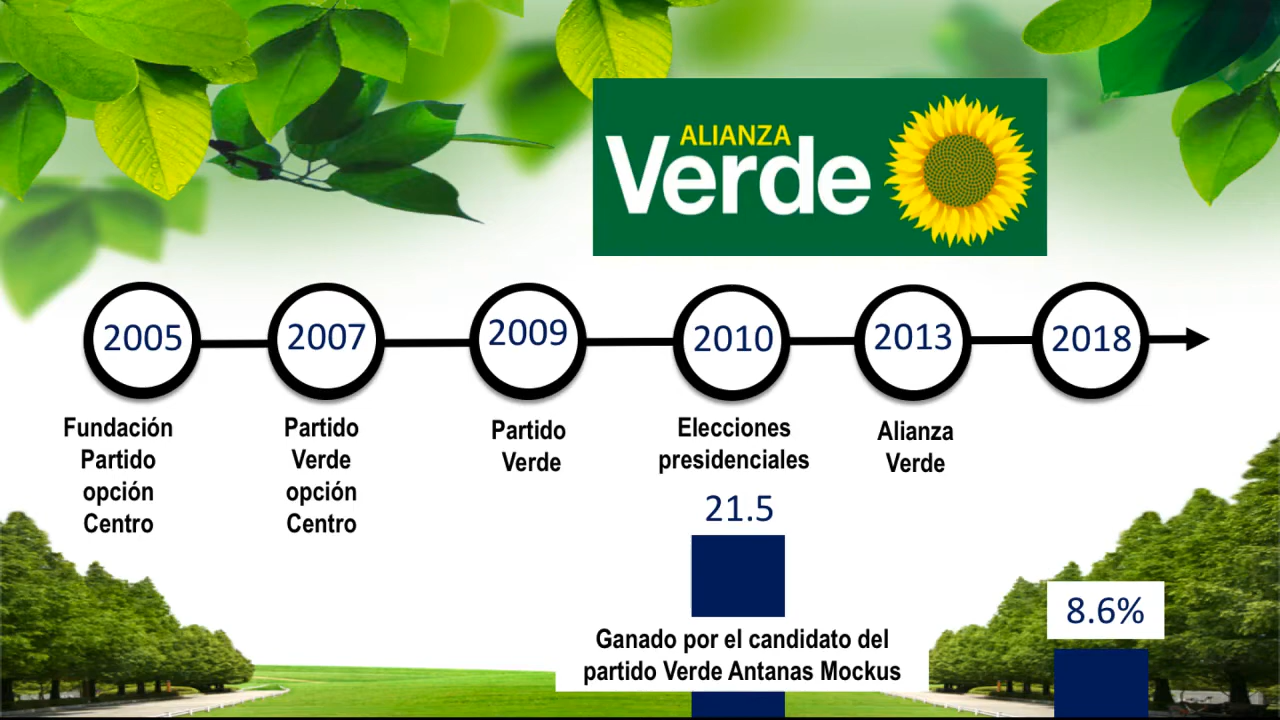 ALIANZA
Verde
2005
2007
2009
2010
2013
2018
Fundación
Partido
opción
Centro
Partido
Verde
opción
Centro
Partido
Verde
Elecciones
presidenciales
21.5
Ganado por el candidato del
partido Verde Antanas Mockus
Alianza
Verde
8.6%